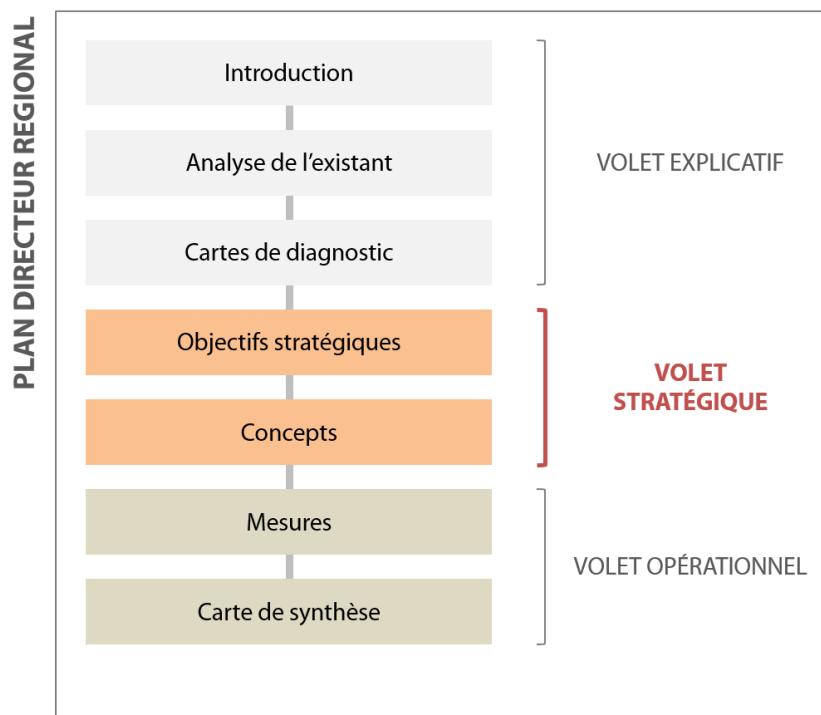 PLAN DIRECTEUR REGIONAL
Introduction
Analyse de l'existant
Cartes de diagnostic
VOLET EXPLICATIF
Objectifs stratégiques
Concepts
VOLET
STRATÉGIQUE
Mesures
Carte de synthèse
VOLET OPÉRATIONNEL